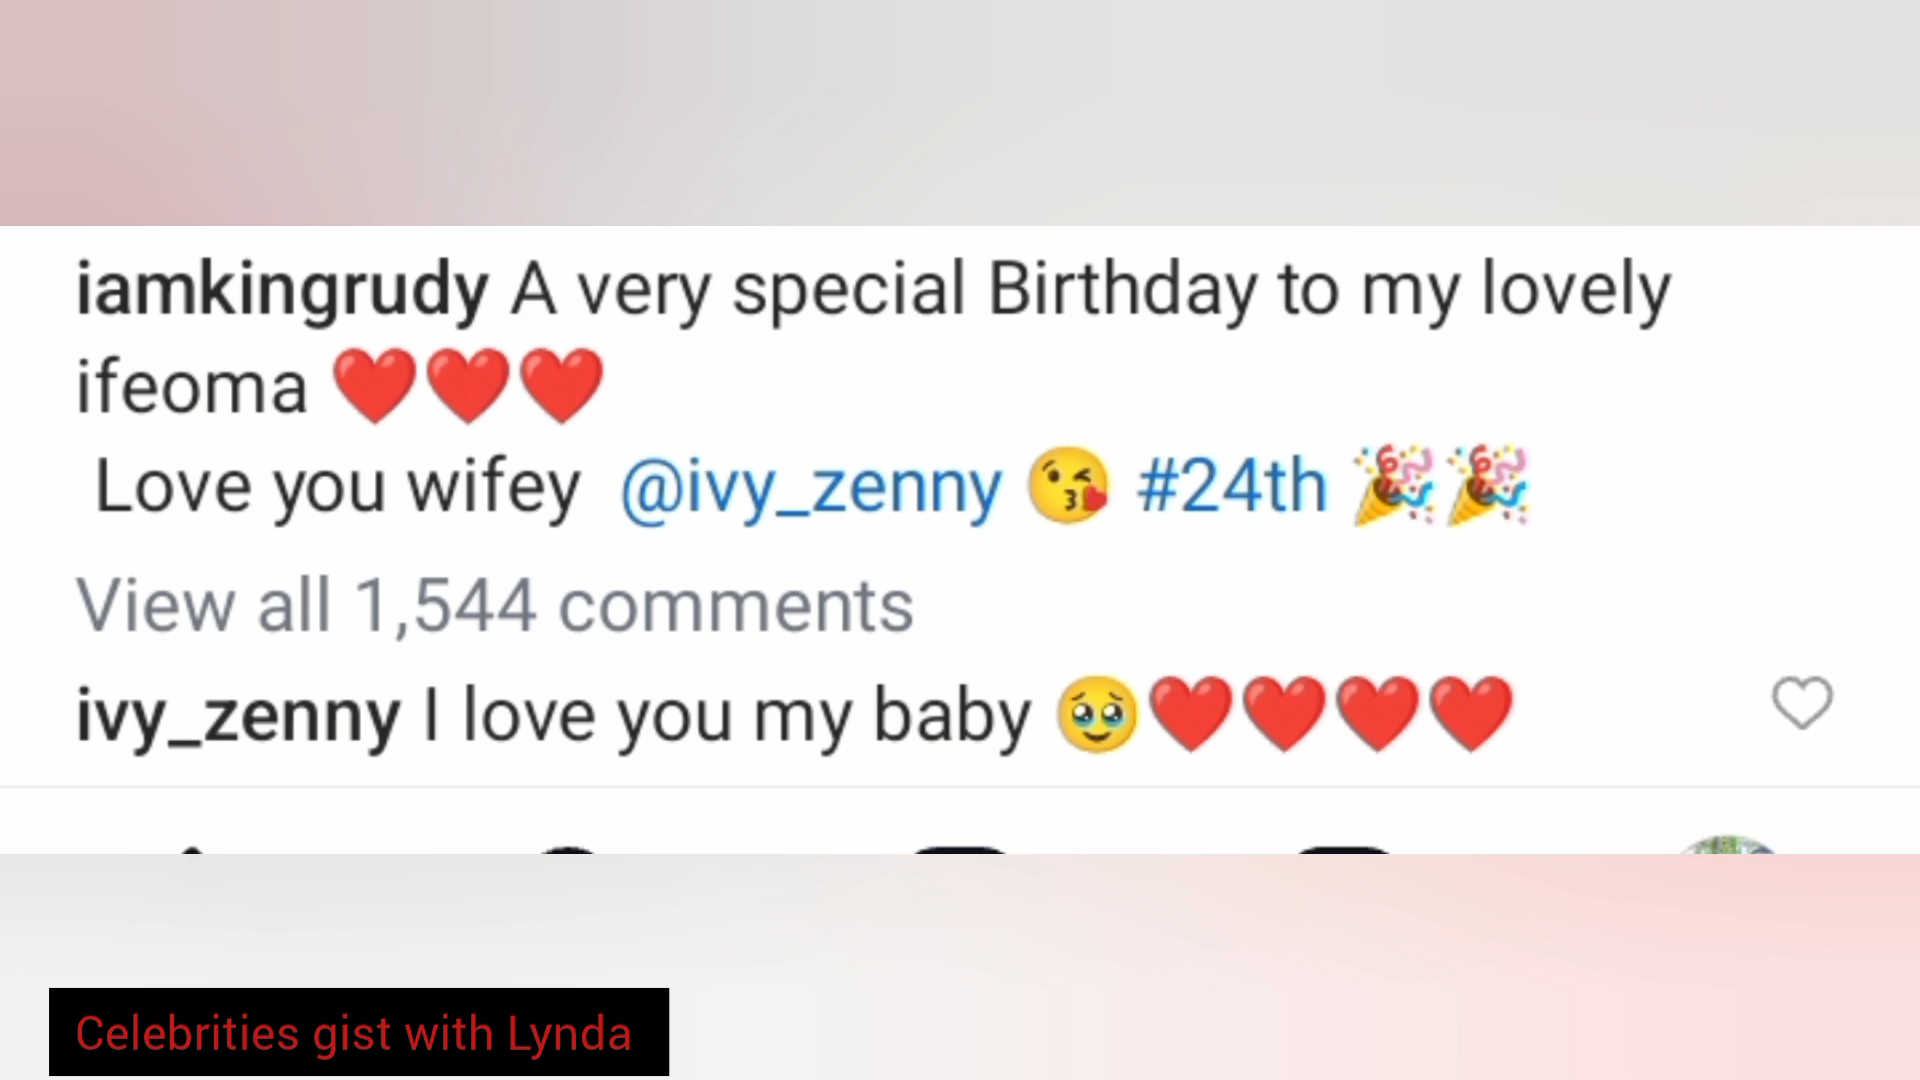 iamkingrudy A very special Birthday to my lovely
ifeoma ❤️❤️❤️
Love you wifey @ivy_zenny 😘 #24th 🎉🎉
View all 1,544 comments
ivy_zenny I love you my baby 🥹❤️❤️❤️❤️
Celebrities gist with Lynda